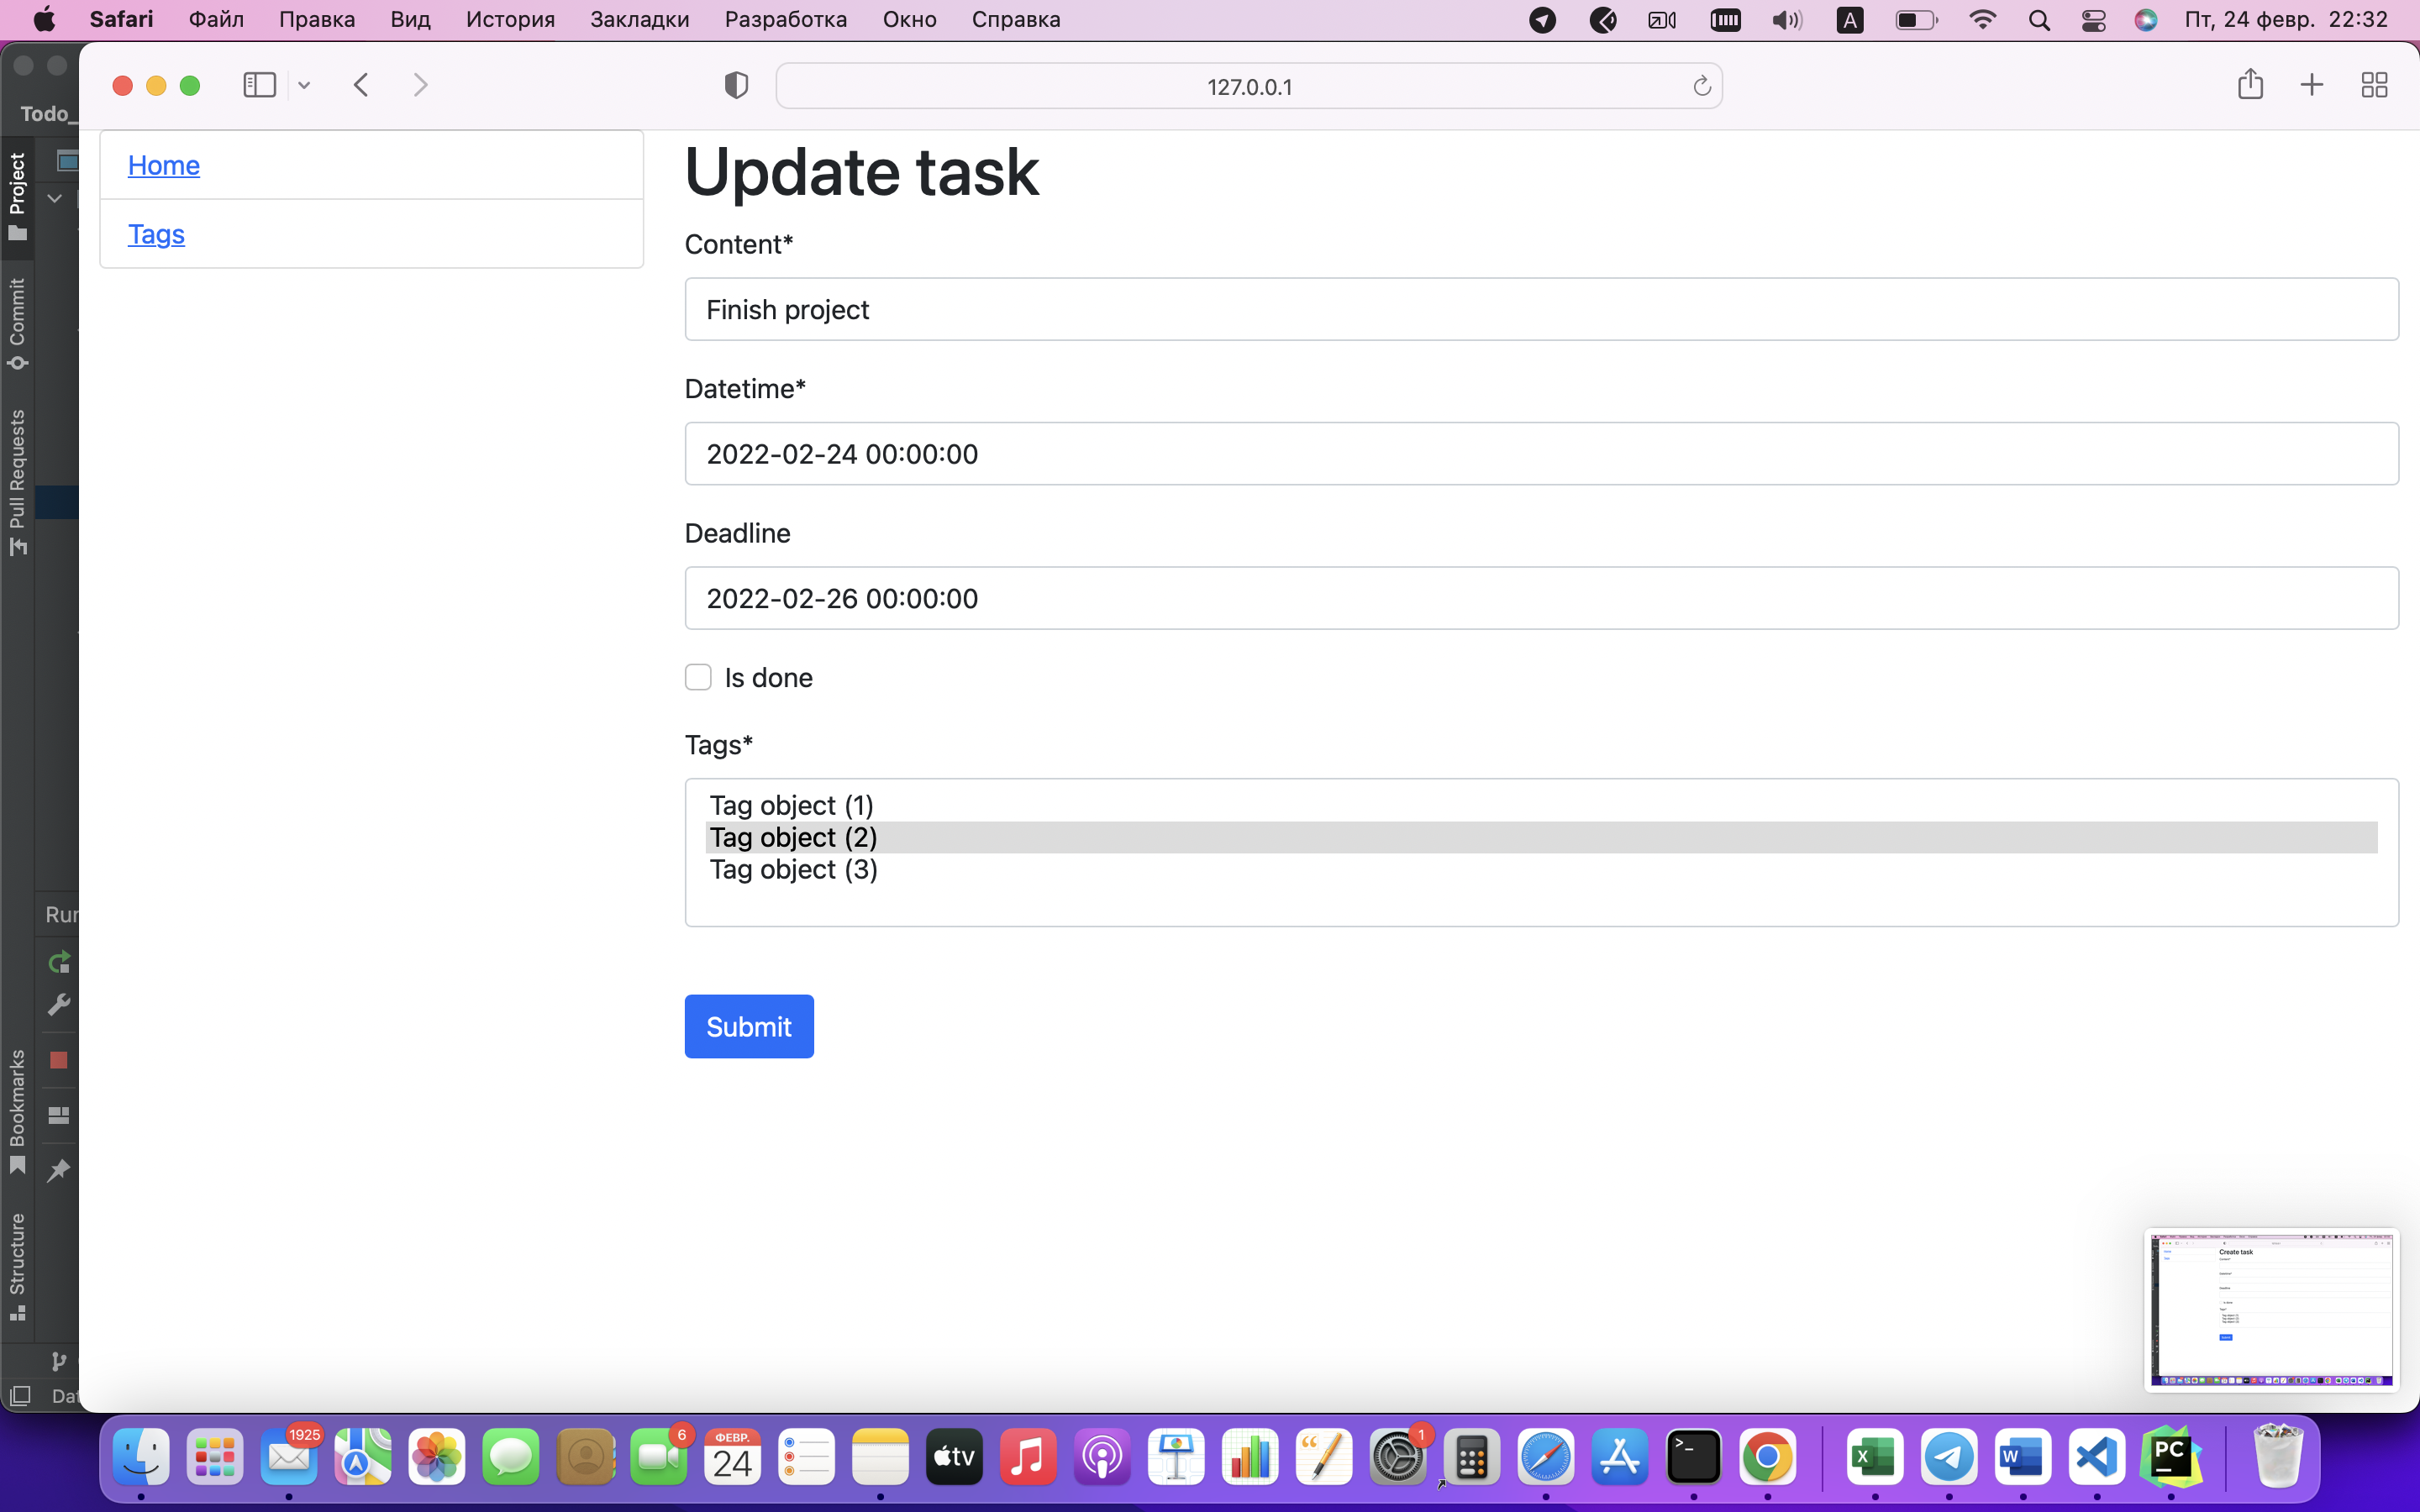 Safari Файл Правка Вид История Закладки Разработка Окно Справка A Пт, 24 февр. 22:32
127.0.0.1
Todo_
Project
Commit
Pull Requests
Run
Bookmarks
Structure
Home
Tags
Update task
Content*
Finish project
Datetime*
2022-02-24 00:00:00
Deadline
2022-02-26 00:00:00
Is done
Tags*
Tag object (1)
Tag object (2)
Tag object (3)
Submit
Create task
1925
6
ФЕВР.
24
tv
1
>_
X
W
PC